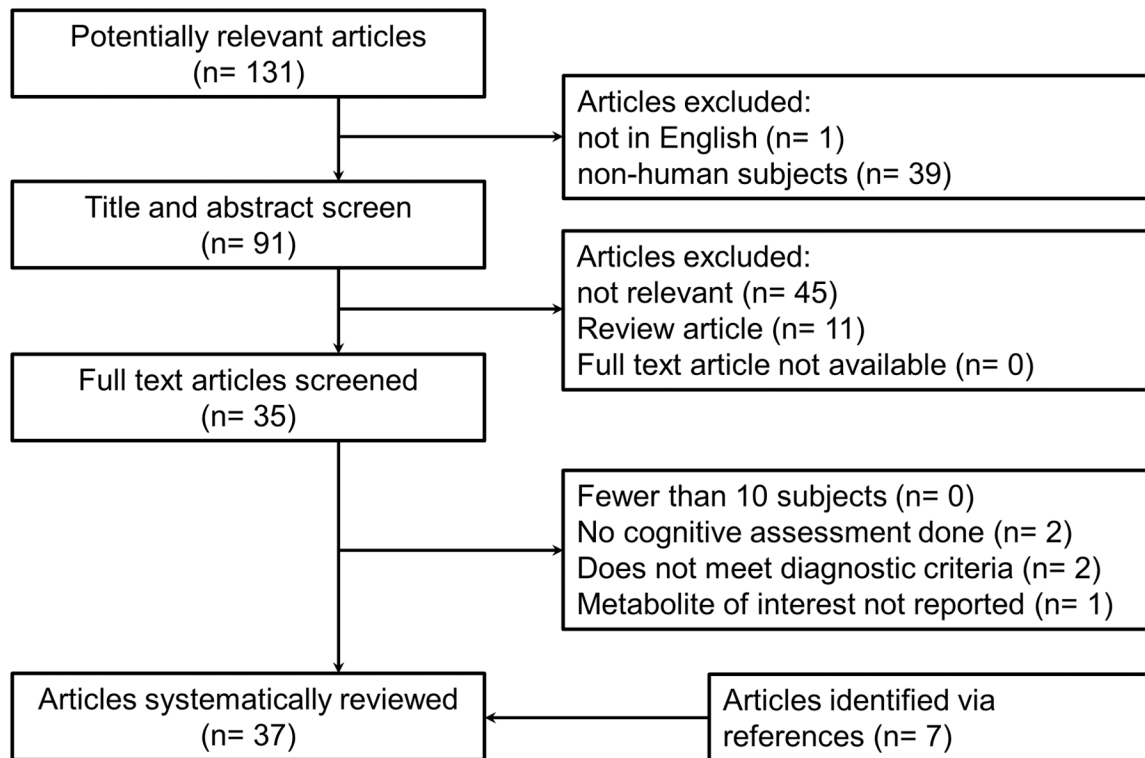 Potentially relevant articles
(n= 131)
Articles excluded:
not in English (n= 1)
non-human subjects (n= 39)
Title and abstract screen
(n= 91)
Articles excluded:
not relevant (n= 45)
Review article (n= 11)
Full text article not available (n= 0)
Full text articles screened
(n= 35)
Fewer than 10 subjects (n= 0)
No cognitive assessment done (n= 2)
Does not meet diagnostic criteria (n= 2)
Metabolite of interest not reported (n= 1)
Articles systematically reviewed
(n= 37)
Articles identified via
references (n= 7)